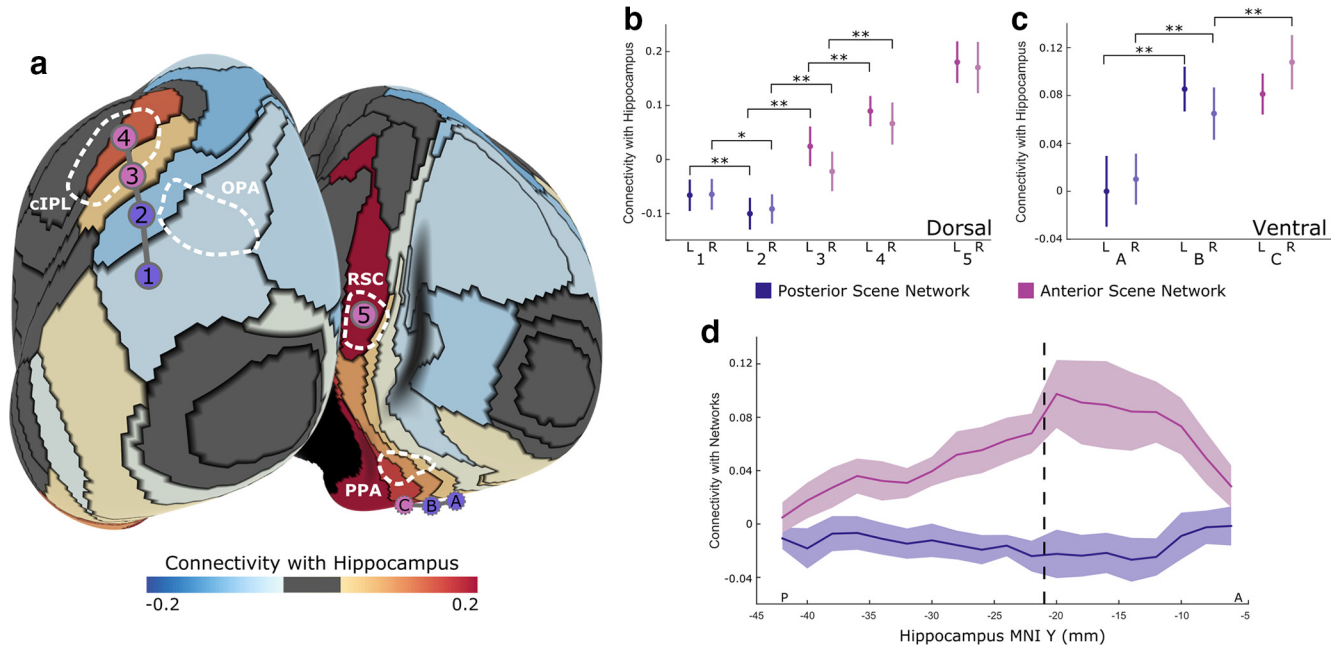 a
4
3
cIPL
OPA
2
1
RSC
5
PPA
C B A
Connectivity with Hippocampus
-0.2 0.2
b
Connectivity with Hippocampus
0.2
0.1
0
-0.1
** * ** ** ** **
Dorsal
L R L R L R L R L R
1 2 3 4 5
c
Connectivity with Hippocampus
0.12
0.08
0.04
0
-0.04
** ** **
Ventral
L R L R L R
A B C
Posterior Scene Network Anterior Scene Network
d
Connectivity with Networks
0.12
0.08
0.04
0
-0.04
P A
-45 -40 -35 -30 -25 -20 -15 -10 -5
Hippocampus MNI Y (mm)